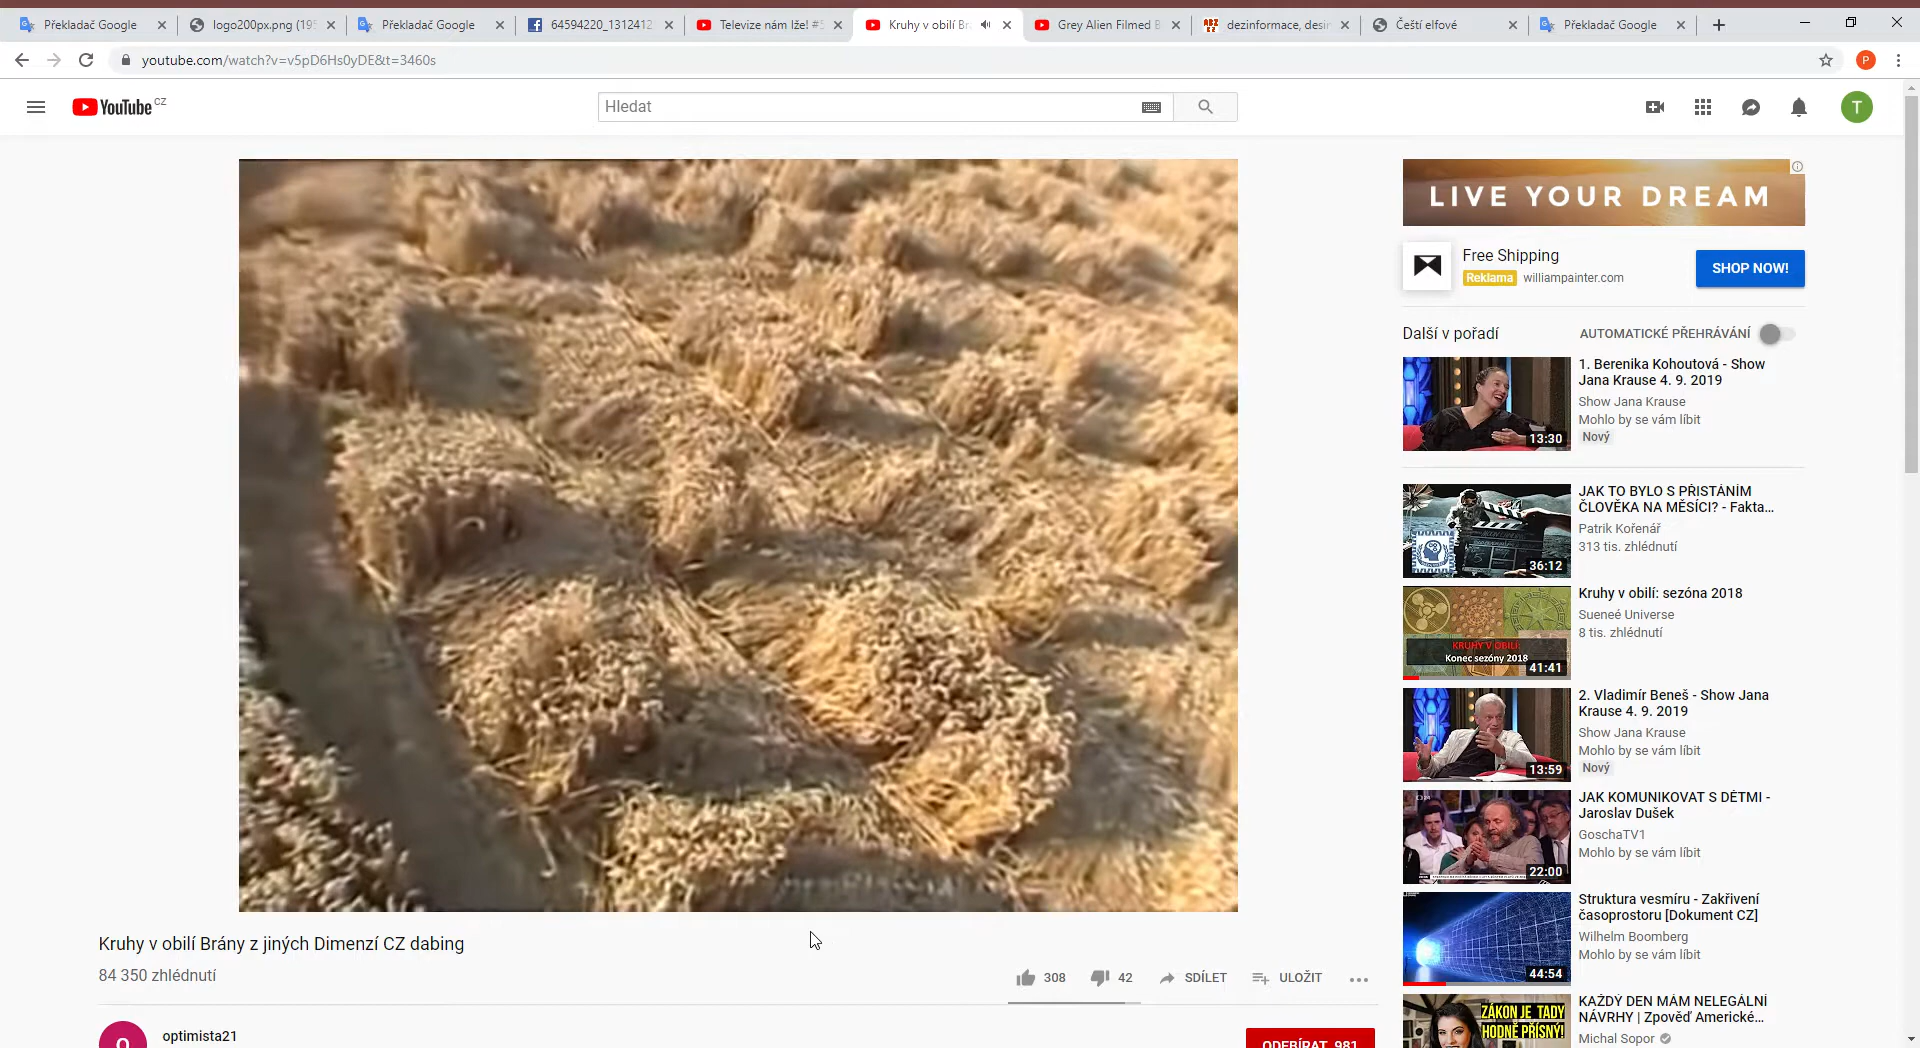 Překladač Google
logo200px.png (195
Překladač Google
64594220_1312412
Televize nám lže! #5
Kruhy v obilí Br
Grey Alien Filmed B
dezinformace, desin
Čeští elfové
Překladač Google
youtube.com/watch?v=v5pD6Hs0yDE&t=3460s
P
YouTube CZ
Hledat
T
LIVE YOUR DREAM
Free Shipping
Reklama williampainter.com
SHOP NOW!
Další v pořadí
AUTOMATICKÉ PŘEHRÁVÁNÍ
1. Berenika Kohoutová - Show
Jana Krause 4. 9. 2019
Show Jana Krause
Mohlo by se vám líbit
Nový
13:30
JAK TO BYLO S PŘISTÁNÍM
ČLOVĚKA NA MĚSÍCI? - Fakta...
Patrik Kořenář
313 tis. zhlédnutí
36:12
Kruhy v obilí: sezóna 2018
Sueneé Universe
8 tis. zhlédnutí
KRUHY V OBILÍ:
Konec sezóny 2018
41:41
2. Vladimír Beneš - Show Jana
Krause 4. 9. 2019
Show Jana Krause
Mohlo by se vám líbit
Nový
13:59
JAK KOMUNIKOVAT S DĚTMI -
Jaroslav Dušek
GoschaTV1
Mohlo by se vám líbit
22:00
Struktura vesmíru - Zakřivení
časoprostoru [Dokument CZ]
Wilhelm Boomberg
Mohlo by se vám líbit
44:54
KAŽDÝ DEN MÁM NELEGÁLNÍ
NÁVRHY | Zpověď Americké...
Michal Sopor
ZÁKON JE TADY
HODNĚ PŘÍSNÝ!
Kruhy v obilí Brány z jiných Dimenzí CZ dabing
84 350 zhlédnutí
308
42
SDÍLET
ULOŽIT
optimista21
ODEBÍRAT 981